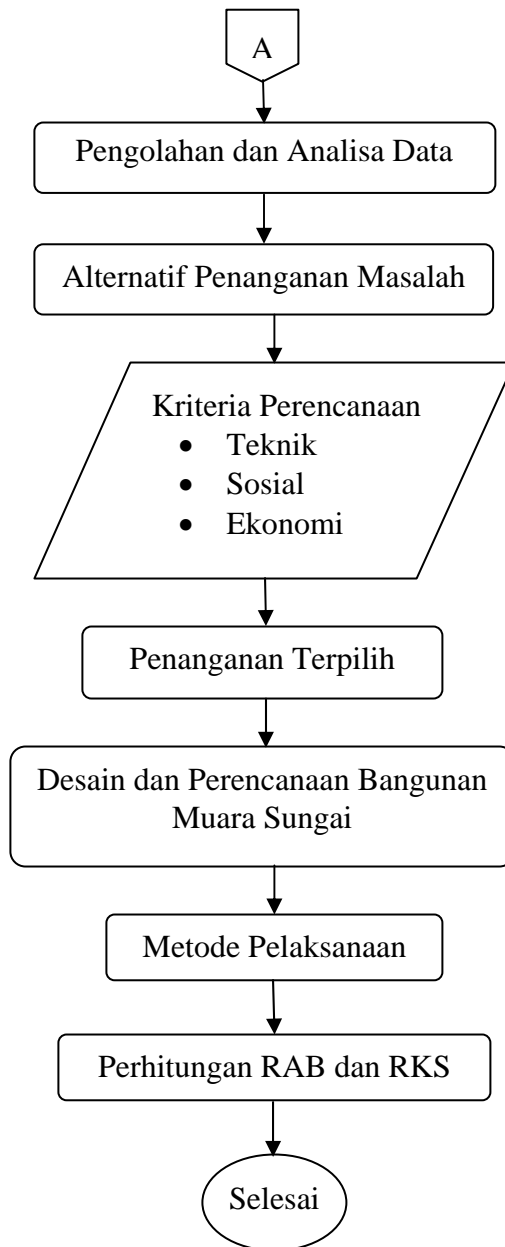 A
Pengolahan dan Analisa Data
Alternatif Penanganan Masalah
Kriteria Perencanaan
• Teknik
• Sosial
• Ekonomi
Penanganan Terpilih
Desain dan Perencanaan Bangunan
Muara Sungai
Metode Pelaksanaan
Perhitungan RAB dan RKS
Selesai